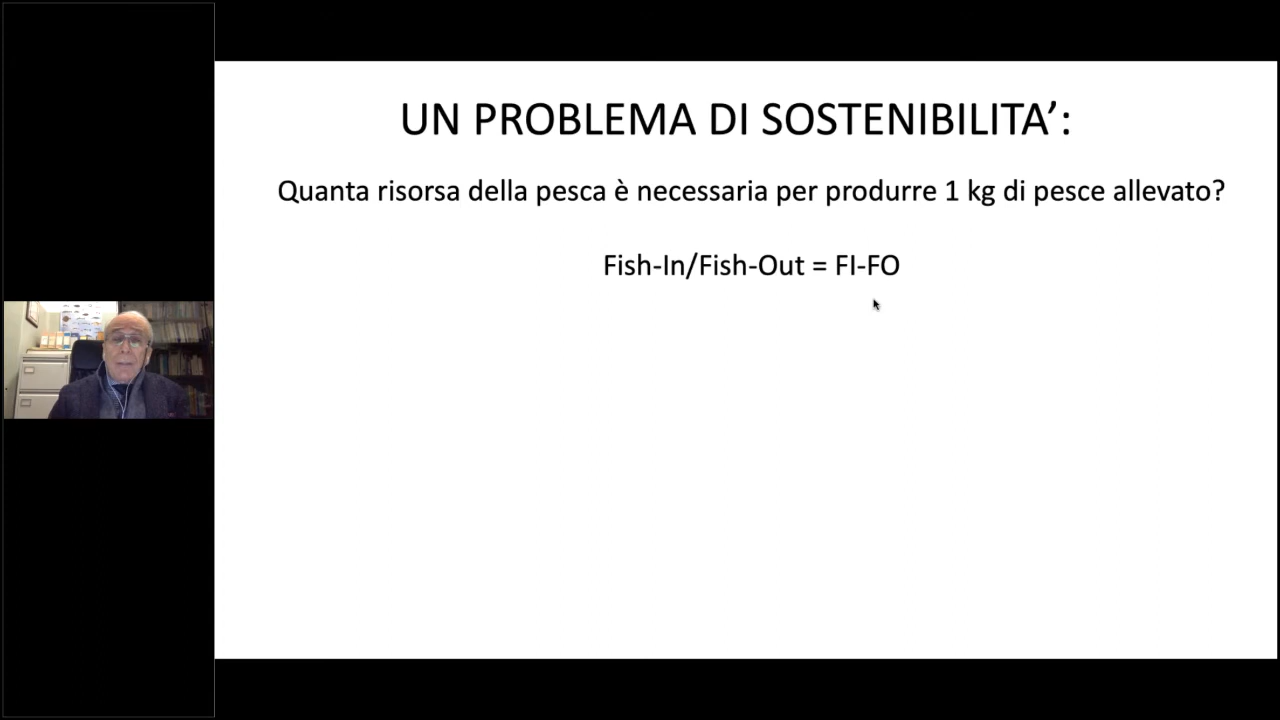 UN PROBLEMA DI SOSTENIBILITA’:
Quanta risorsa della pesca è necessaria per produrre 1 kg di pesce allevato?
Fish-In/Fish-Out = FI-FO